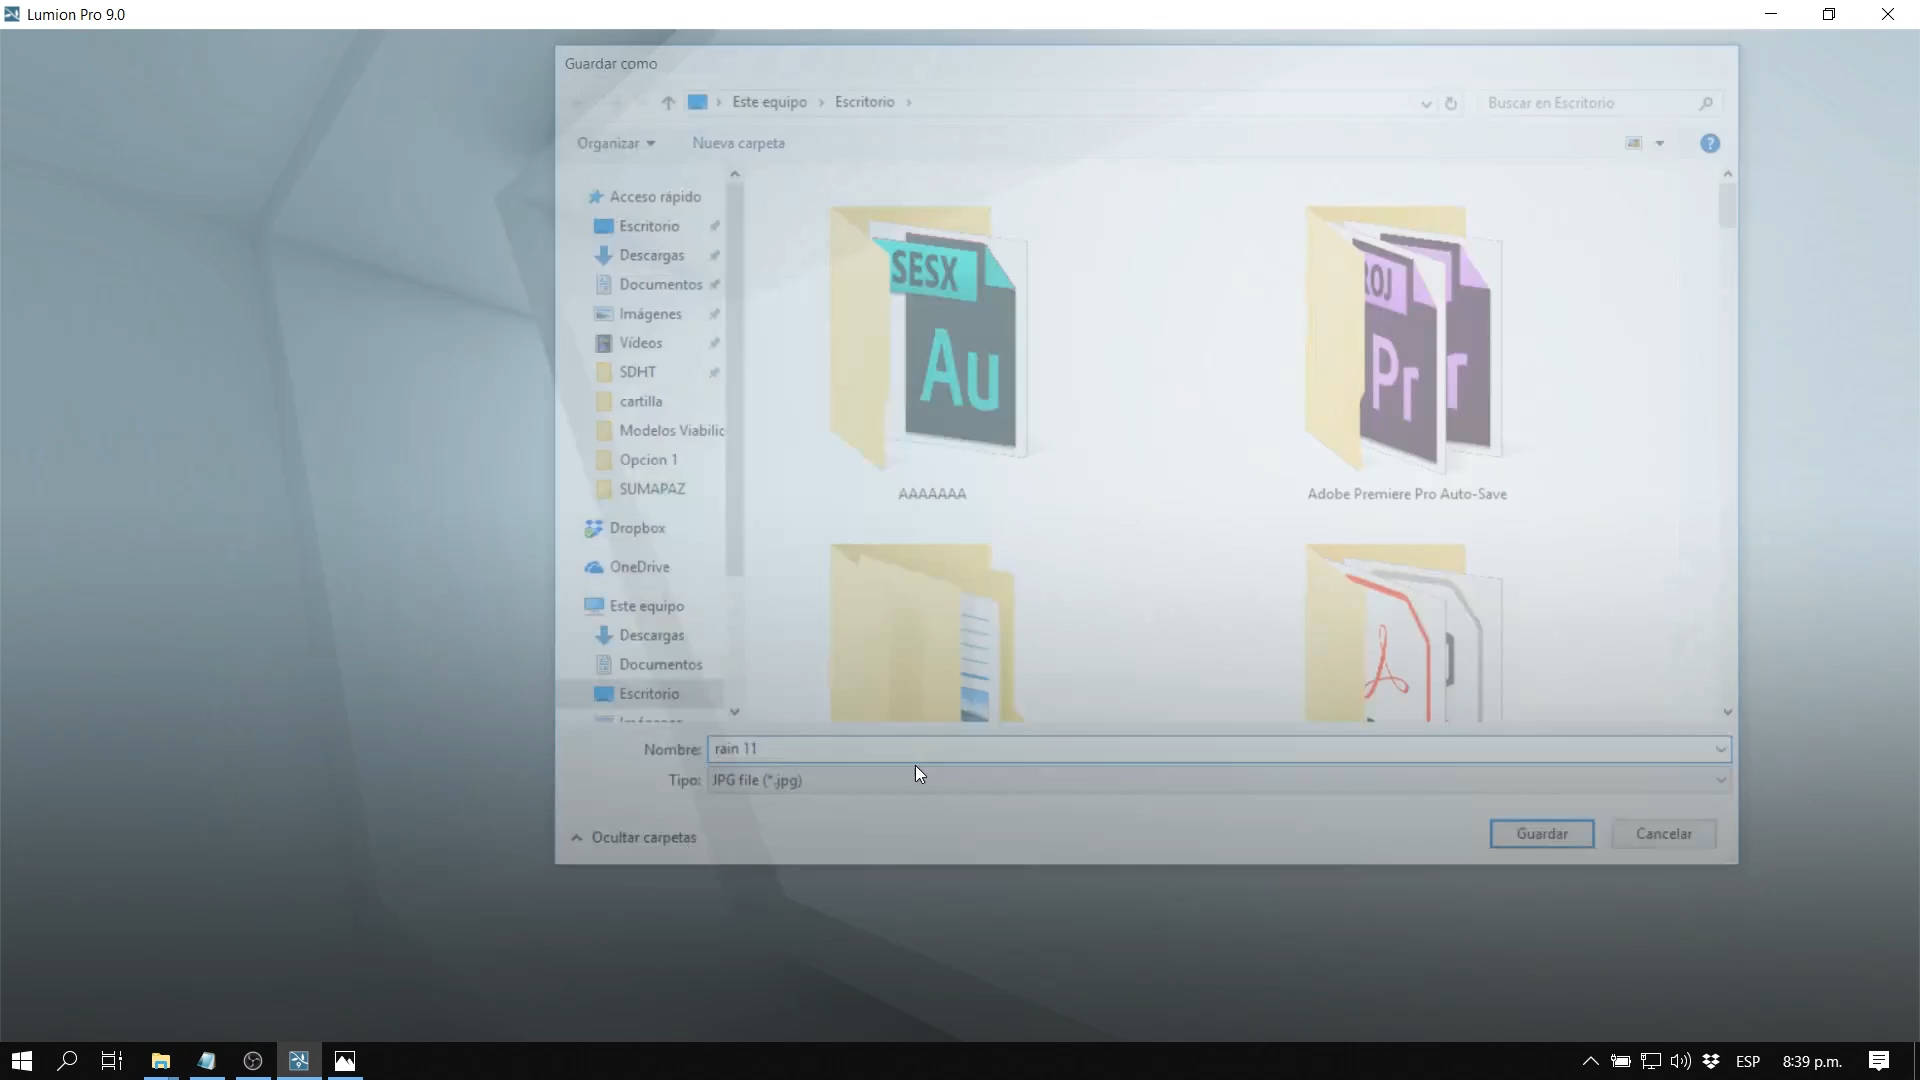 Lumion Pro 9.0
Guardar como
Este equipo > Escritorio >
Buscar en Escritorio
Organizar
Nueva carpeta
Acceso rápido
Escritorio
Descargas
Documentos
Imágenes
Vídeos
SDHT
cartilla
Modelos Viabilic
Opcion 1
SUMAPAZ
Dropbox
OneDrive
Este equipo
Descargas
Documentos
Escritorio
Imágenes
SESX
Au
AAAAAAA
ROJ
Pr
r
Adobe Premiere Pro Auto-Save
Nombre: rain 11
Tipo: JPG file (*.jpg)
Ocultar carpetas
Guardar
Cancelar
9
ESP
8:39 p.m.